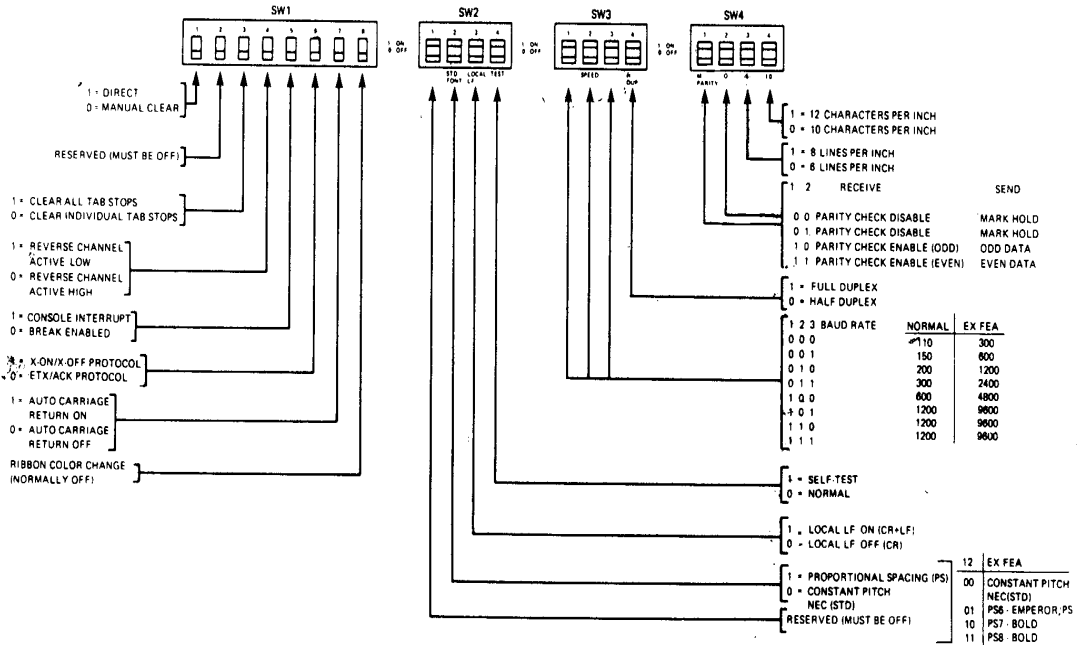 SW1
SW2
SW3
SW4
1 2 3 4 5 6 7 8
1 ON
0 OFF
1 2 3 4
1 ON
0 OFF
1 2 3 4
1 ON
0 OFF
1 2 3 4
STD FONT
LOCAL LF
TEST
SPEED
DUP
M PARITY
10
1 = DIRECT
0 = MANUAL CLEAR
RESERVED (MUST BE OFF)
1 = CLEAR ALL TAB STOPS
0 = CLEAR INDIVIDUAL TAB STOPS
1 = REVERSE CHANNEL
ACTIVE LOW
0 = REVERSE CHANNEL
ACTIVE HIGH
1 = CONSOLE INTERRUPT
0 = BREAK ENABLED
X-ON/X-OFF PROTOCOL
0 = ETX/ACK PROTOCOL
1 = AUTO CARRIAGE
RETURN ON
0 = AUTO CARRIAGE
RETURN OFF
RIBBON COLOR CHANGE
(NORMALLY OFF)
1 = 12 CHARACTERS PER INCH
0 = 10 CHARACTERS PER INCH
1 = 8 LINES PER INCH
0 = 6 LINES PER INCH
1 2 RECEIVE SEND
0 0 PARITY CHECK DISABLE MARK HOLD
0 1 PARITY CHECK DISABLE MARK HOLD
1 0 PARITY CHECK ENABLE (ODD) ODD DATA
1 1 PARITY CHECK ENABLE (EVEN) EVEN DATA
1 = FULL DUPLEX
0 = HALF DUPLEX
1 2 3 BAUD RATE NORMAL EX FEA
0 0 0 110 300
0 0 1 150 600
0 1 0 200 1200
0 1 1 300 2400
1 0 0 600 4800
1 0 1 1200 9600
1 1 0 1200 9600
1 1 1 1200 9600
1 = SELF-TEST
0 = NORMAL
1 = LOCAL LF ON (CR+LF)
0 - LOCAL LF OFF (CR)
1 = PROPORTIONAL SPACING (PS)
0 = CONSTANT PITCH
NEC (STD)
RESERVED (MUST BE OFF)
12 EX FEA
00 CONSTANT PITCH
NEC(STD)
01 PS6 - EMPEROR, PS
10 PS7 - BOLD
11 PS8 - BOLD